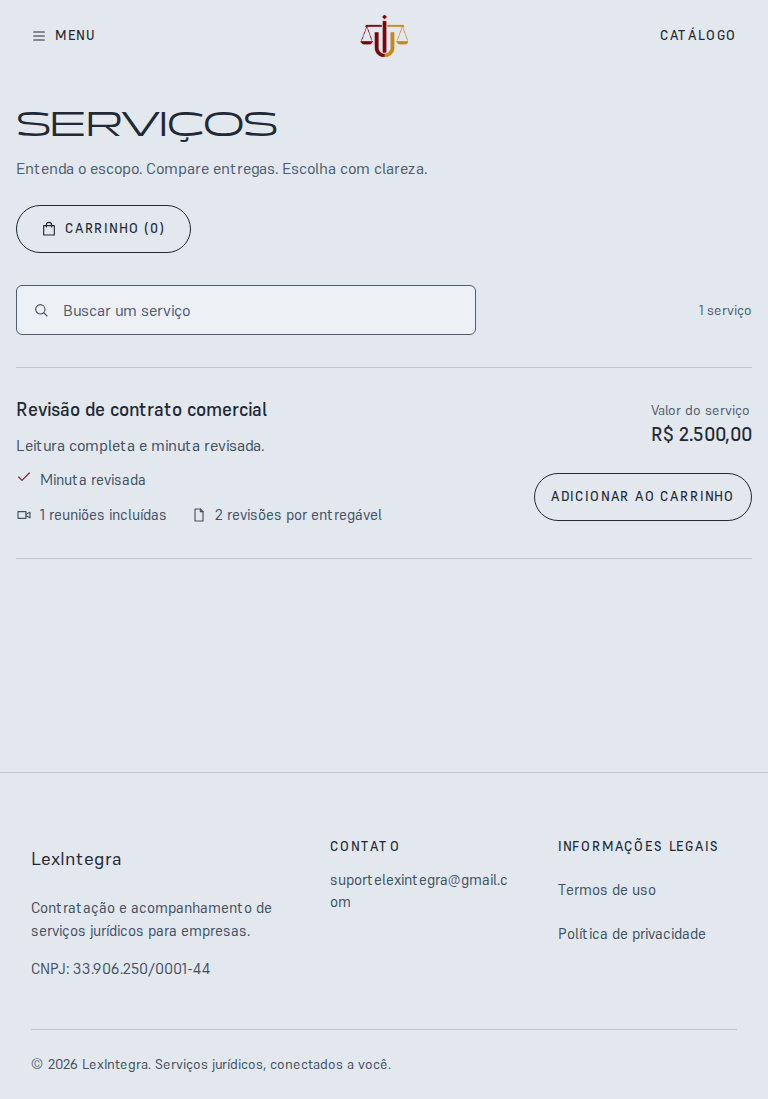 MENU
CATÁLOGO
SERVIÇOS
Entenda o escopo. Compare entregas. Escolha com clareza.
CARRINHO (0)
Buscar um serviço
1 serviço
Revisão de contrato comercial
Valor do serviço
R$ 2.500,00
Leitura completa e minuta revisada.
Minuta revisada
1 reuniões incluídas
2 revisões por entregável
ADICIONAR AO CARRINHO
LexIntegra
Contratação e acompanhamento de
serviços jurídicos para empresas.
CNPJ: 33.906.250/0001-44
CONTATO
suportelexintegra@gmail.c
om
INFORMAÇÕES LEGAIS
Termos de uso
Política de privacidade
© 2026 LexIntegra. Serviços jurídicos, conectados a você.